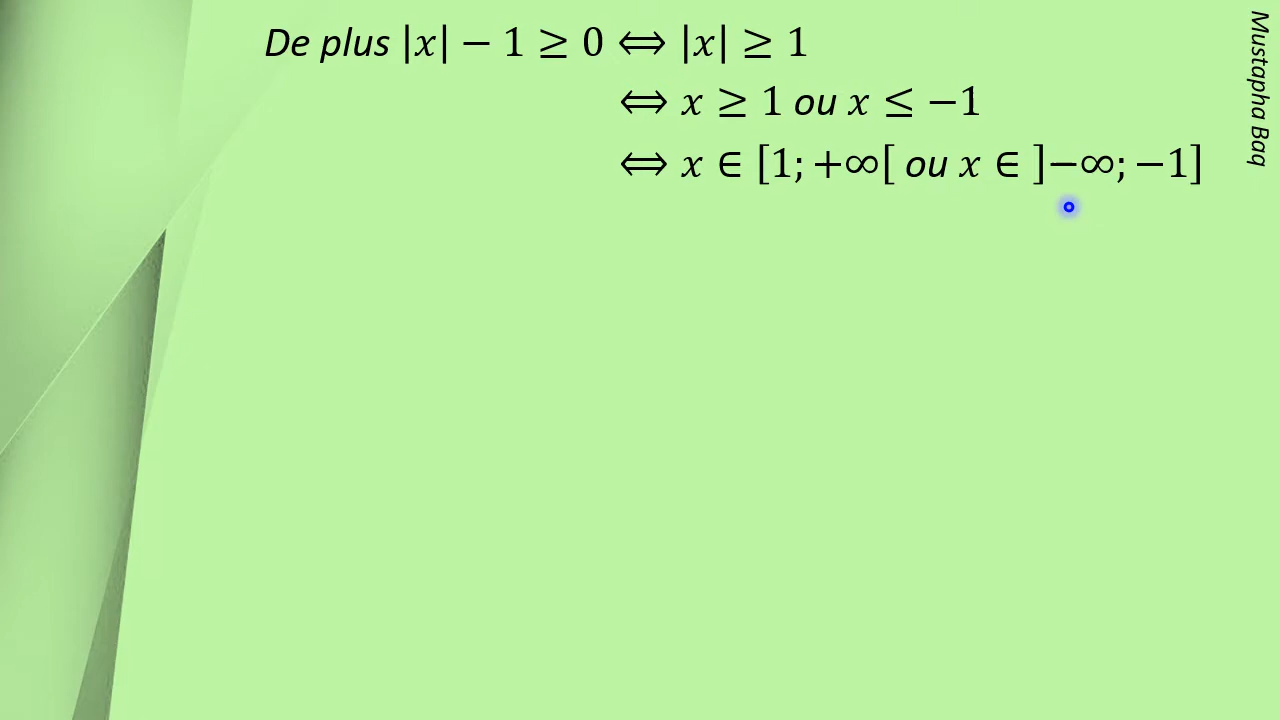 De plus |x| − 1 ≥ 0 ⟺ |x| ≥ 1
⟺ x ≥ 1 ou x ≤ −1
⟺ x ∈ [1; +∞[ ou x ∈ ]−∞; −1]
Mustapha Baq